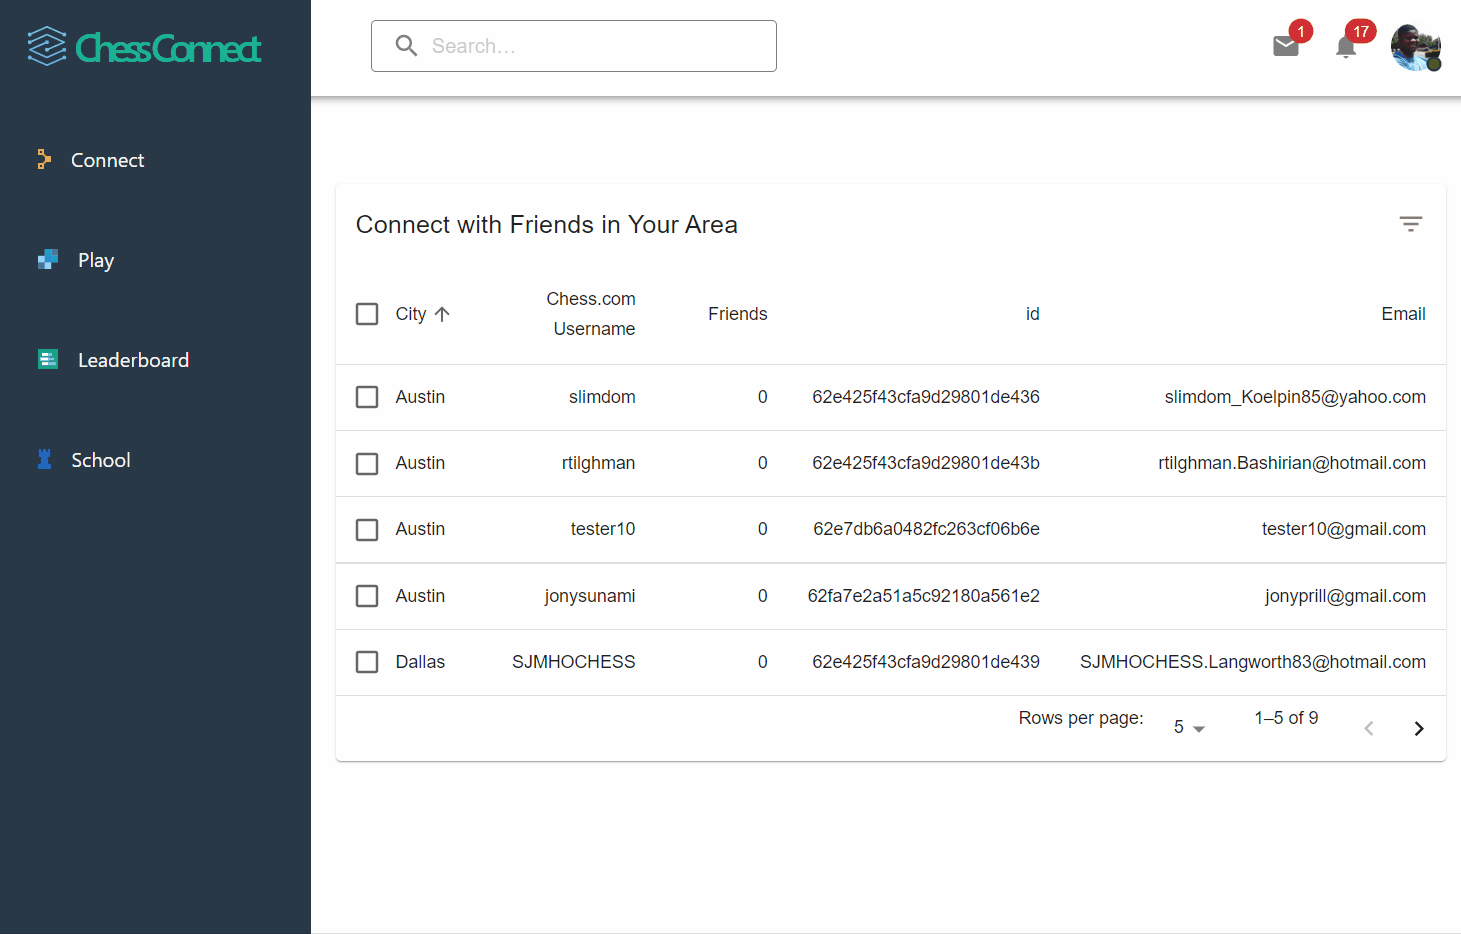 ChessConnect
Search...
1
17
Connect
Play
Leaderboard
School
Connect with Friends in Your Area
City Chess.com Username Friends id Email
Austin slimdom 0 62e425f43cfa9d29801de436 slimdom_Koelpin85@yahoo.com
Austin rtilghman 0 62e425f43cfa9d29801de43b rtilghman.Bashirian@hotmail.com
Austin tester10 0 62e7db6a0482fc263cf06b6e tester10@gmail.com
Austin jonysunami 0 62fa7e2a51a5c92180a561e2 jonyprill@gmail.com
Dallas SJMHOCHESS 0 62e425f43cfa9d29801de439 SJMHOCHESS.Langworth83@hotmail.com
Rows per page: 5 1–5 of 9